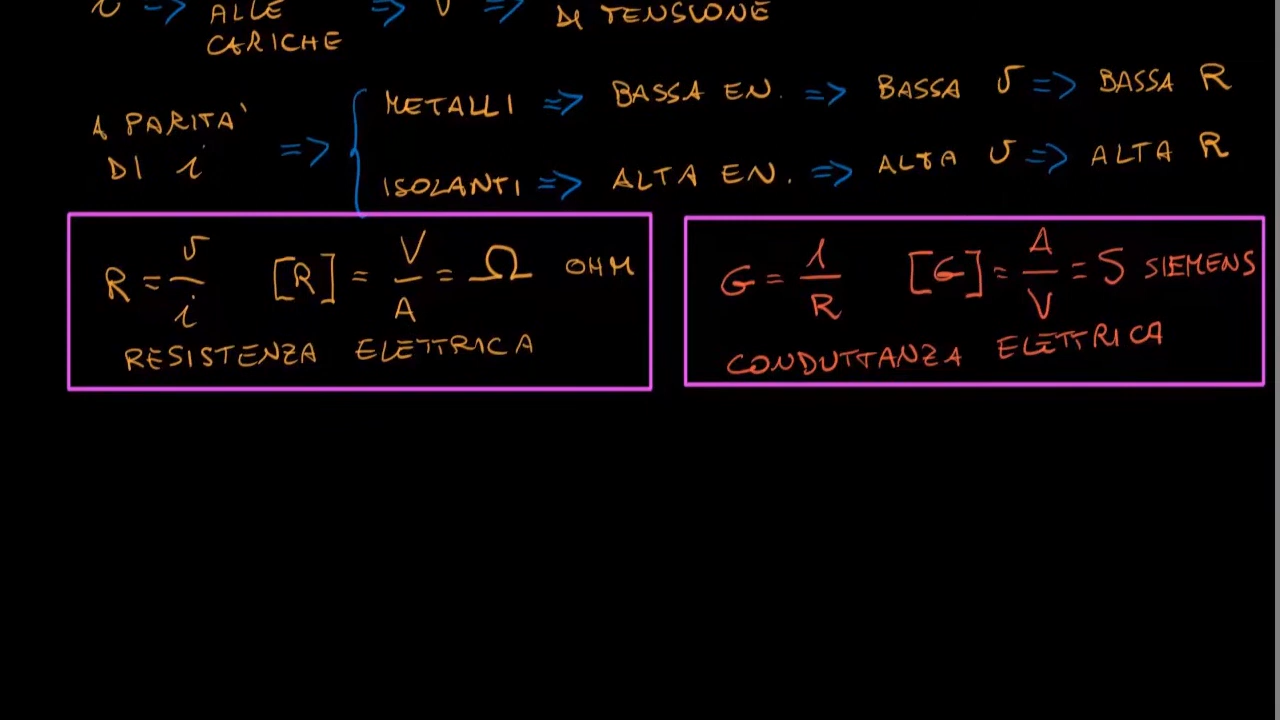 i => ALLE CARICHE => V => DI TENSIONE
A PARITA' DI i => { METALLI => BASSA EN. => BASSA v => BASSA R
ISOLANTI => ALTA EN. => ALTA v => ALTA R
R = v/i [R] = V/A = Ω OHM
RESISTENZA ELETTRICA
G = 1/R [G] = A/V = S SIEMENS
CONDUTTANZA ELETTRICA